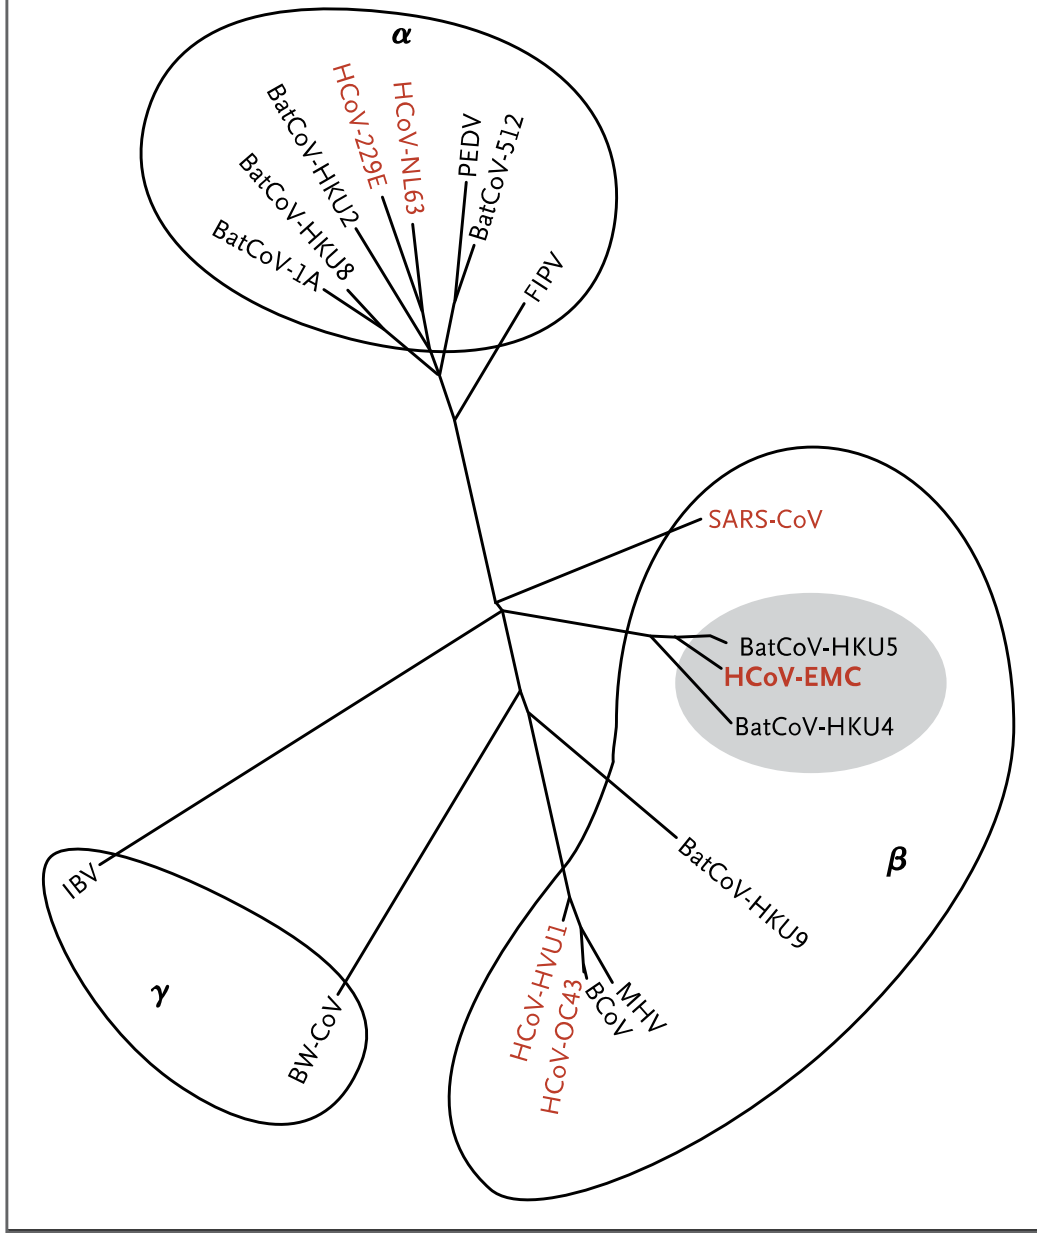 α
HCoV-229E
HCoV-NL63
BatCoV-HKU2
PEDV
BatCoV-512
BatCoV-HKU8
BatCoV-1A
FIPV
SARS-CoV
BatCoV-HKU5
HCoV-EMC
BatCoV-HKU4
β
BatCoV-HKU9
IBV
γ
BW-CoV
HCoV-HVU1
HCoV-OC43
BCoV
MHV